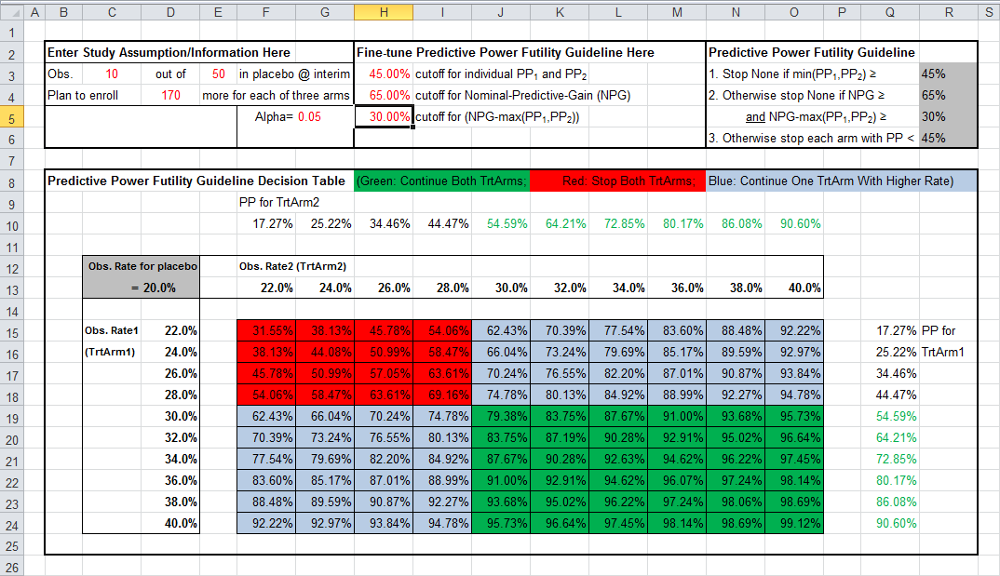 A B C D E F G H I J K L M N O P Q R S
1
2 Enter Study Assumption/Information Here Fine-tune Predictive Power Futility Guideline Here Predictive Power Futility Guideline
3 Obs. 10 out of 50 in placebo @ interim 45.00% cutoff for individual PP1 and PP2 1. Stop None if min(PP1,PP2) ≥ 45%
4 Plan to enroll 170 more for each of three arms 65.00% cutoff for Nominal-Predictive-Gain (NPG) 2. Otherwise stop None if NPG ≥ 65%
5 Alpha= 0.05 30.00% cutoff for (NPG-max(PP1,PP2)) and NPG-max(PP1,PP2) ≥ 30%
6 3. Otherwise stop each arm with PP < 45%
7
8 Predictive Power Futility Guideline Decision Table (Green: Continue Both TrtArms; Red: Stop Both TrtArms; Blue: Continue One TrtArm With Higher Rate)
9 PP for TrtArm2
10 17.27% 25.22% 34.46% 44.47% 54.59% 64.21% 72.85% 80.17% 86.08% 90.60%
11
12 Obs. Rate for placebo Obs. Rate2 (TrtArm2)
13 = 20.0% 22.0% 24.0% 26.0% 28.0% 30.0% 32.0% 34.0% 36.0% 38.0% 40.0%
14
15 Obs. Rate1 22.0% 31.55% 38.13% 45.78% 54.06% 62.43% 70.39% 77.54% 83.60% 88.48% 92.22% 17.27% PP for
16 (TrtArm1) 24.0% 38.13% 44.08% 50.99% 58.47% 66.04% 73.24% 79.69% 85.17% 89.59% 92.97% 25.22% TrtArm1
17 26.0% 45.78% 50.99% 57.05% 63.61% 70.24% 76.55% 82.20% 87.01% 90.87% 93.84% 34.46%
18 28.0% 54.06% 58.47% 63.61% 69.16% 74.78% 80.13% 84.92% 88.99% 92.27% 94.78% 44.47%
19 30.0% 62.43% 66.04% 70.24% 74.78% 79.38% 83.75% 87.67% 91.00% 93.68% 95.73% 54.59%
20 32.0% 70.39% 73.24% 76.55% 80.13% 83.75% 87.19% 90.28% 92.91% 95.02% 96.64% 64.21%
21 34.0% 77.54% 79.69% 82.20% 84.92% 87.67% 90.28% 92.63% 94.62% 96.22% 97.45% 72.85%
22 36.0% 83.60% 85.17% 87.01% 88.99% 91.00% 92.91% 94.62% 96.07% 97.24% 98.14% 80.17%
23 38.0% 88.48% 89.59% 90.87% 92.27% 93.68% 95.02% 96.22% 97.24% 98.06% 98.69% 86.08%
24 40.0% 92.22% 92.97% 93.84% 94.78% 95.73% 96.64% 97.45% 98.14% 98.69% 99.12% 90.60%
25
26